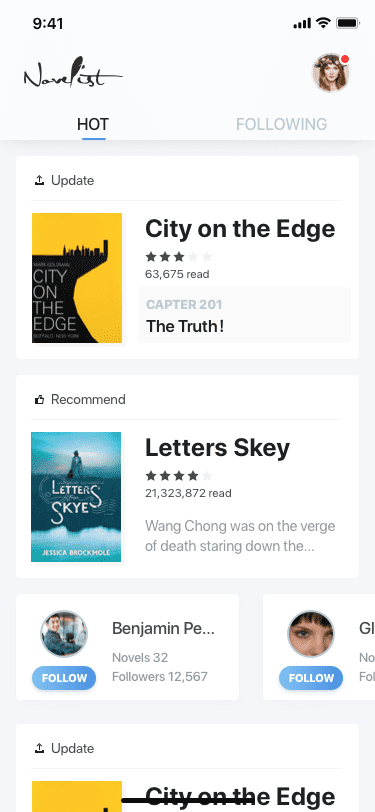 9:41
Novelist
HOT FOLLOWING
Update
MARK GOLDMAN
CITY
ON
THE
EDGE
BUFFALO, NEW YORK
City on the Edge
63,675 read
CAPTER 201
The Truth !
Recommend
LETTERS
from
SKYE
JESSICA BROCKMOLE
Letters Skey
21,323,872 read
Wang Chong was on the verge
of death staring down the...
Benjamin Pe...
Novels 32
Followers 12,567
FOLLOW
Gl
No
Fol
FOLLOW
Update
City on the Edge